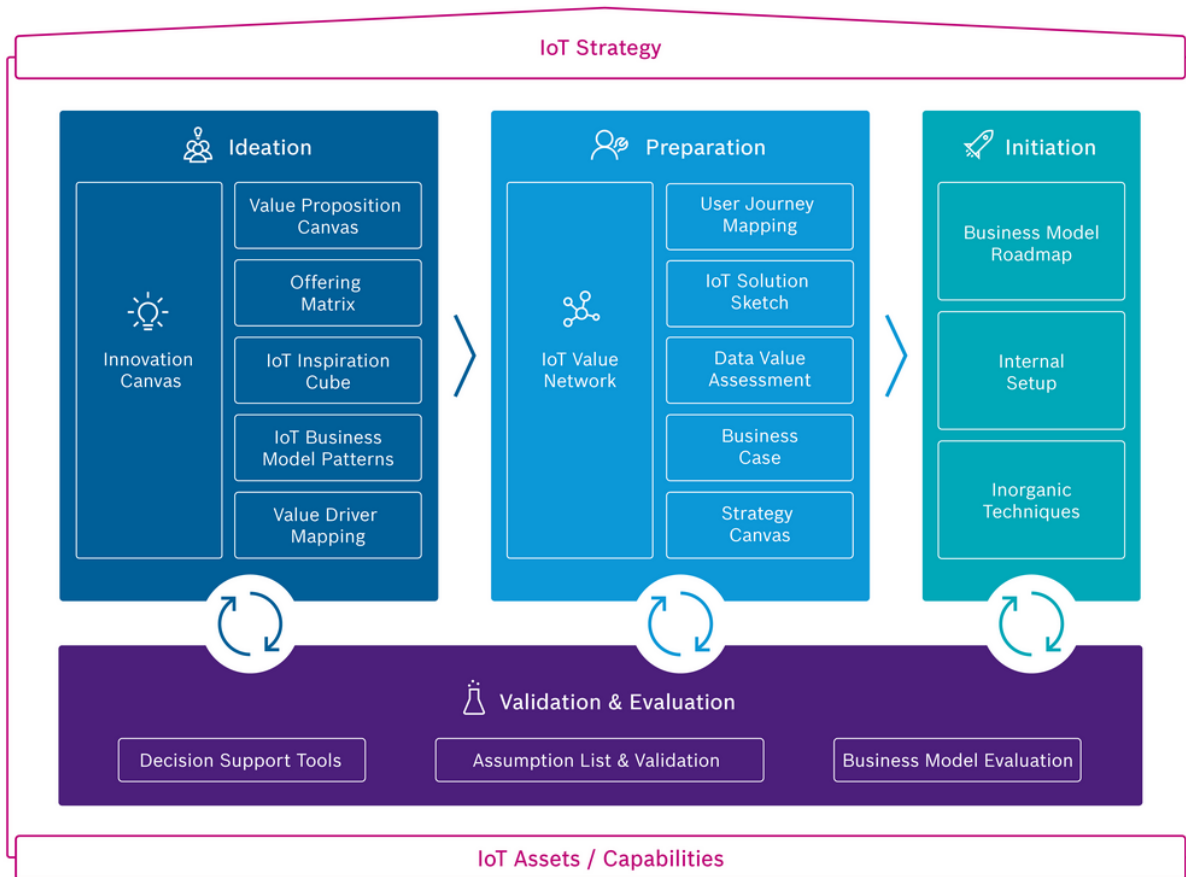 IoT Strategy
Ideation
Innovation
Canvas
Value Proposition
Canvas
Offering
Matrix
IoT Inspiration
Cube
IoT Business
Model Patterns
Value Driver
Mapping
Preparation
IoT Value
Network
User Journey
Mapping
IoT Solution
Sketch
Data Value
Assessment
Business
Case
Strategy
Canvas
Initiation
Business Model
Roadmap
Internal
Setup
Inorganic
Techniques
Validation & Evaluation
Decision Support Tools
Assumption List & Validation
Business Model Evaluation
IoT Assets / Capabilities